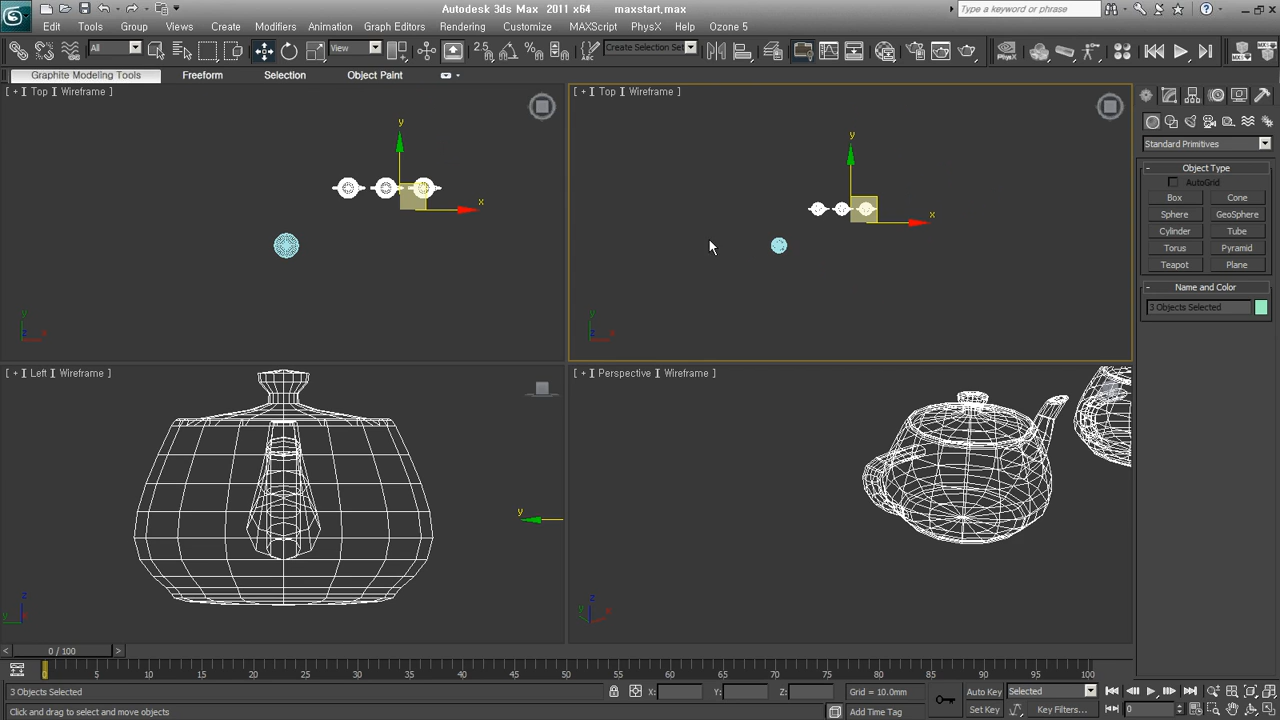 Autodesk 3ds Max 2011 x64 maxstart.max
Type a keyword or phrase
Edit Tools Group Views Create Modifiers Animation Graph Editors Rendering Customize MAXScript PhysX Help Ozone 5
All View Create Selection Set
Graphite Modeling Tools Freeform Selection Object Paint
[ + ] Top ] Wireframe ]
[ + ] Top ] Wireframe ]
y
x
z
y
x
y
x
z
y
x
Standard Primitives
- Object Type
AutoGrid
Box Cone
Sphere GeoSphere
Cylinder Tube
Torus Pyramid
Teapot Plane
- Name and Color
3 Objects Selected
[ + ] Left ] Wireframe ]
y
z
y
[ + ] Perspective ] Wireframe ]
z
y
x
< 0 / 100 >
0 5 10 15 20 25 30 35 40 45 50 55 60 65 70 75 80 85 90 95 100
3 Objects Selected X: Y: Z: Grid = 10.0mm Auto Key Selected
Click and drag to select and move objects Add Time Tag Set Key Key Filters... 0